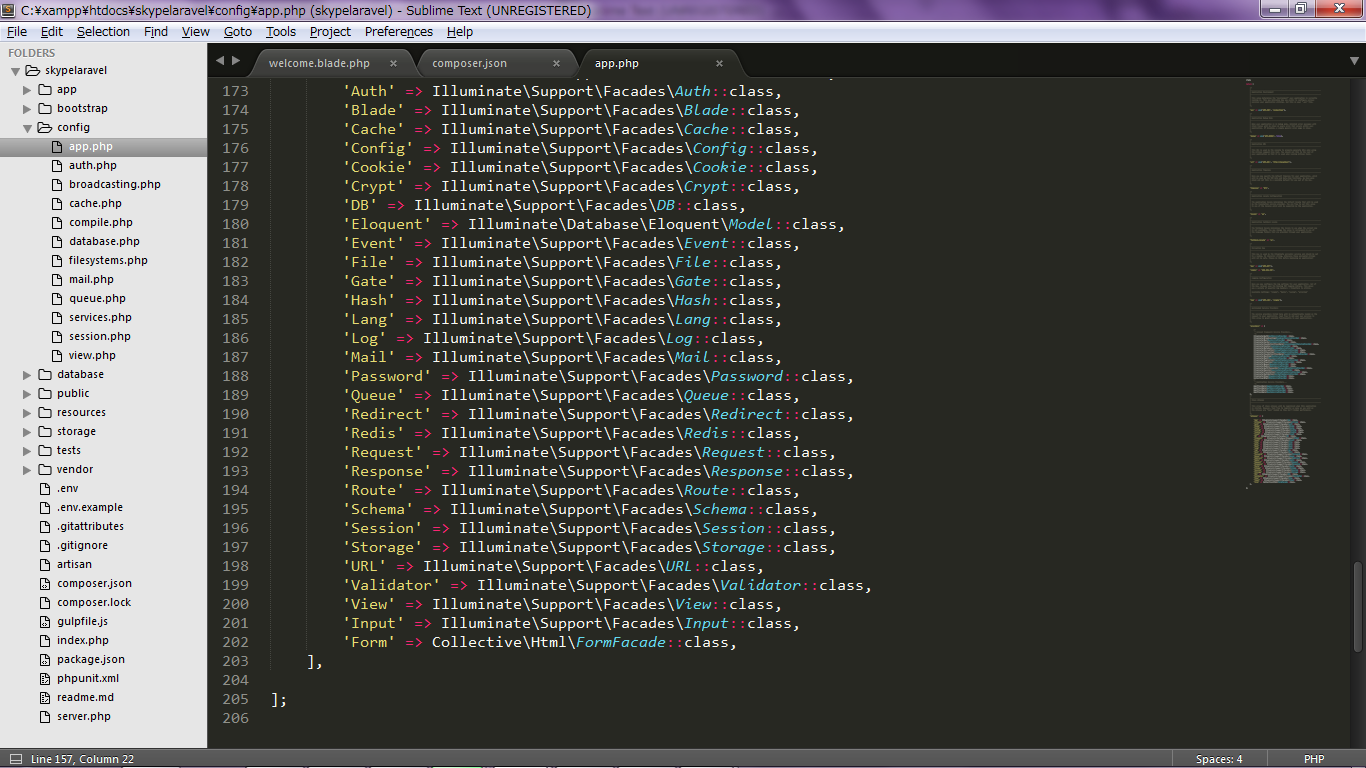 C:¥xampp¥htdocs¥skypelaravel¥config¥app.php (skypelaravel) - Sublime Text (UNREGISTERED)
File Edit Selection Find View Goto Tools Project Preferences Help
FOLDERS
skypelaravel
app
bootstrap
config
app.php
auth.php
broadcasting.php
cache.php
compile.php
database.php
filesystems.php
mail.php
queue.php
services.php
session.php
view.php
database
public
resources
storage
tests
vendor
.env
.env.example
.gitattributes
.gitignore
artisan
composer.json
composer.lock
gulpfile.js
index.php
package.json
phpunit.xml
readme.md
server.php
welcome.blade.php × composer.json × app.php ×
173 'Auth' => Illuminate\Support\Facades\Auth::class,
174 'Blade' => Illuminate\Support\Facades\Blade::class,
175 'Cache' => Illuminate\Support\Facades\Cache::class,
176 'Config' => Illuminate\Support\Facades\Config::class,
177 'Cookie' => Illuminate\Support\Facades\Cookie::class,
178 'Crypt' => Illuminate\Support\Facades\Crypt::class,
179 'DB' => Illuminate\Support\Facades\DB::class,
180 'Eloquent' => Illuminate\Database\Eloquent\Model::class,
181 'Event' => Illuminate\Support\Facades\Event::class,
182 'File' => Illuminate\Support\Facades\File::class,
183 'Gate' => Illuminate\Support\Facades\Gate::class,
184 'Hash' => Illuminate\Support\Facades\Hash::class,
185 'Lang' => Illuminate\Support\Facades\Lang::class,
186 'Log' => Illuminate\Support\Facades\Log::class,
187 'Mail' => Illuminate\Support\Facades\Mail::class,
188 'Password' => Illuminate\Support\Facades\Password::class,
189 'Queue' => Illuminate\Support\Facades\Queue::class,
190 'Redirect' => Illuminate\Support\Facades\Redirect::class,
191 'Redis' => Illuminate\Support\Facades\Redis::class,
192 'Request' => Illuminate\Support\Facades\Request::class,
193 'Response' => Illuminate\Support\Facades\Response::class,
194 'Route' => Illuminate\Support\Facades\Route::class,
195 'Schema' => Illuminate\Support\Facades\Schema::class,
196 'Session' => Illuminate\Support\Facades\Session::class,
197 'Storage' => Illuminate\Support\Facades\Storage::class,
198 'URL' => Illuminate\Support\Facades\URL::class,
199 'Validator' => Illuminate\Support\Facades\Validator::class,
200 'View' => Illuminate\Support\Facades\View::class,
201 'Input' => Illuminate\Support\Facades\Input::class,
202 'Form' => Collective\Html\FormFacade::class,
203 ],
204
205 ];
206
Line 157, Column 22 Spaces: 4 PHP